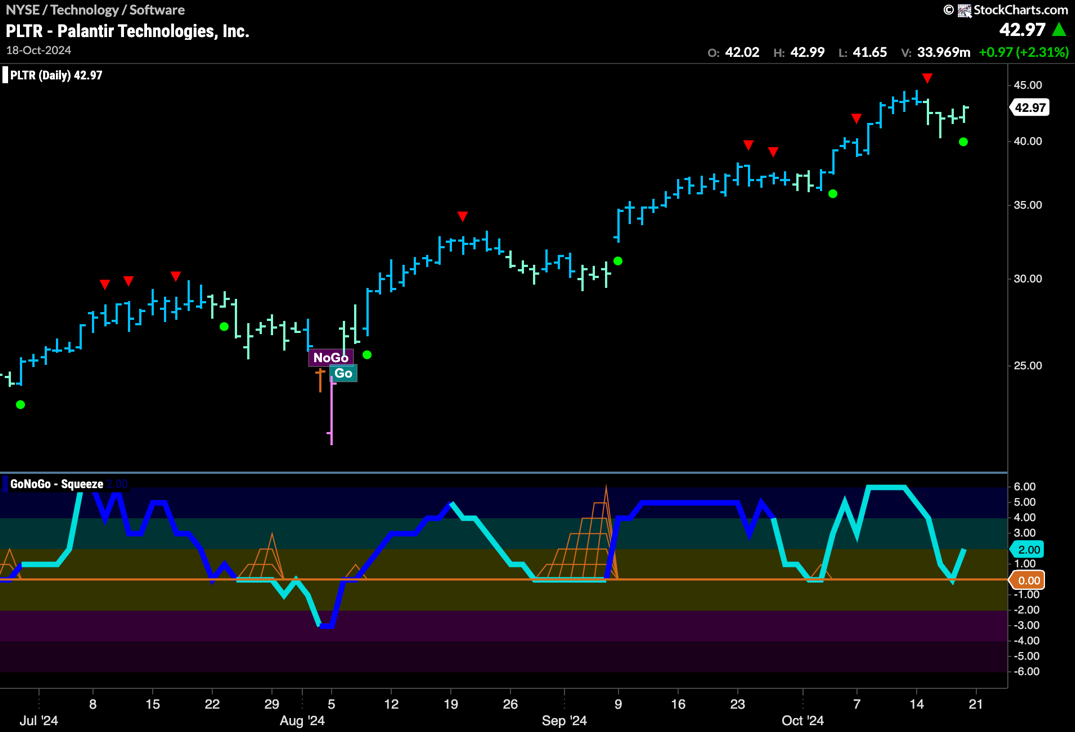 NYSE / Technology / Software
© StockCharts.com
PLTR - Palantir Technologies, Inc.
42.97
18-Oct-2024
O: 42.02 H: 42.99 L: 41.65 V: 33.969m +0.97 (+2.31%)
PLTR (Daily) 42.97
45.00
42.97
40.00
35.00
30.00
25.00
NoGo
Go
GoNoGo - Squeeze 2.00
6.00
5.00
4.00
3.00
2.00
1.00
0.00
-1.00
-2.00
-3.00
-4.00
-5.00
-6.00
8 15 22 29 5 12 19 26 9 16 23 7 14 21
Jul '24 Aug '24 Sep '24 Oct '24